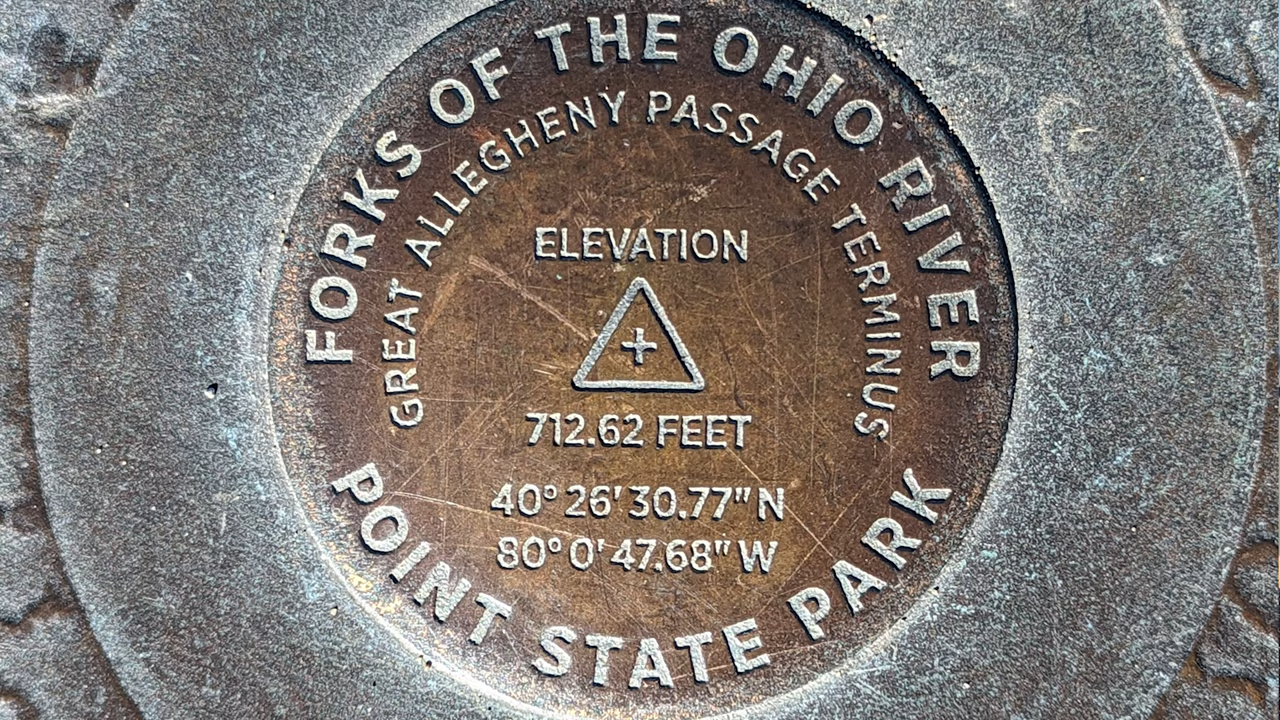 FORKS OF THE OHIO RIVER
GREAT ALLEGHENY PASSAGE TERMINUS
ELEVATION
712.62 FEET
40° 26' 30.77" N
80° 0' 47.68" W
POINT STATE PARK